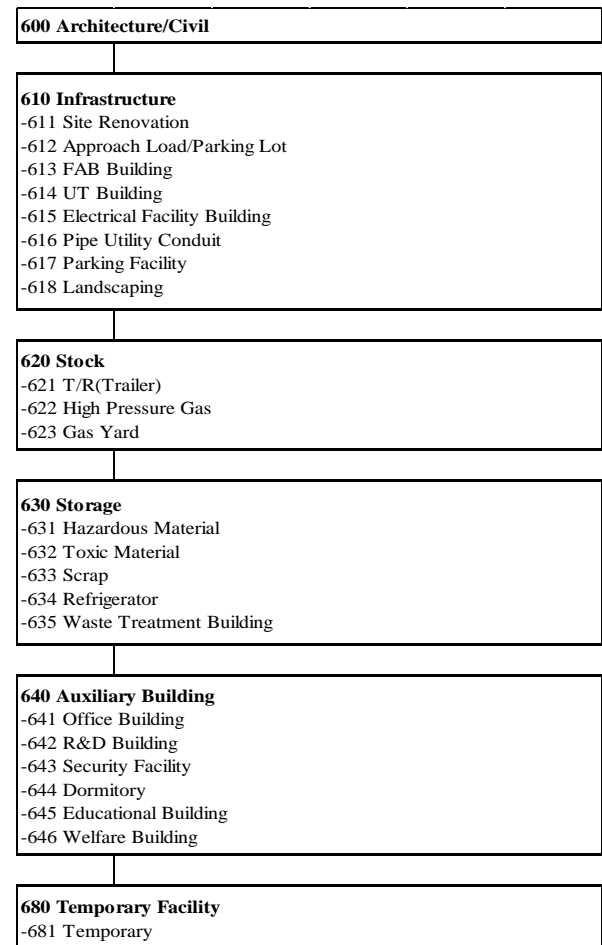 600 Architecture/Civil
610 Infrastructure
-611 Site Renovation
-612 Approach Load/Parking Lot
-613 FAB Building
-614 UT Building
-615 Electrical Facility Building
-616 Pipe Utility Conduit
-617 Parking Facility
-618 Landscaping
620 Stock
-621 T/R(Trailer)
-622 High Pressure Gas
-623 Gas Yard
630 Storage
-631 Hazardous Material
-632 Toxic Material
-633 Scrap
-634 Refrigerator
-635 Waste Treatment Building
640 Auxiliary Building
-641 Office Building
-642 R&D Building
-643 Security Facility
-644 Dormitory
-645 Educational Building
-646 Welfare Building
680 Temporary Facility
-681 Temporary